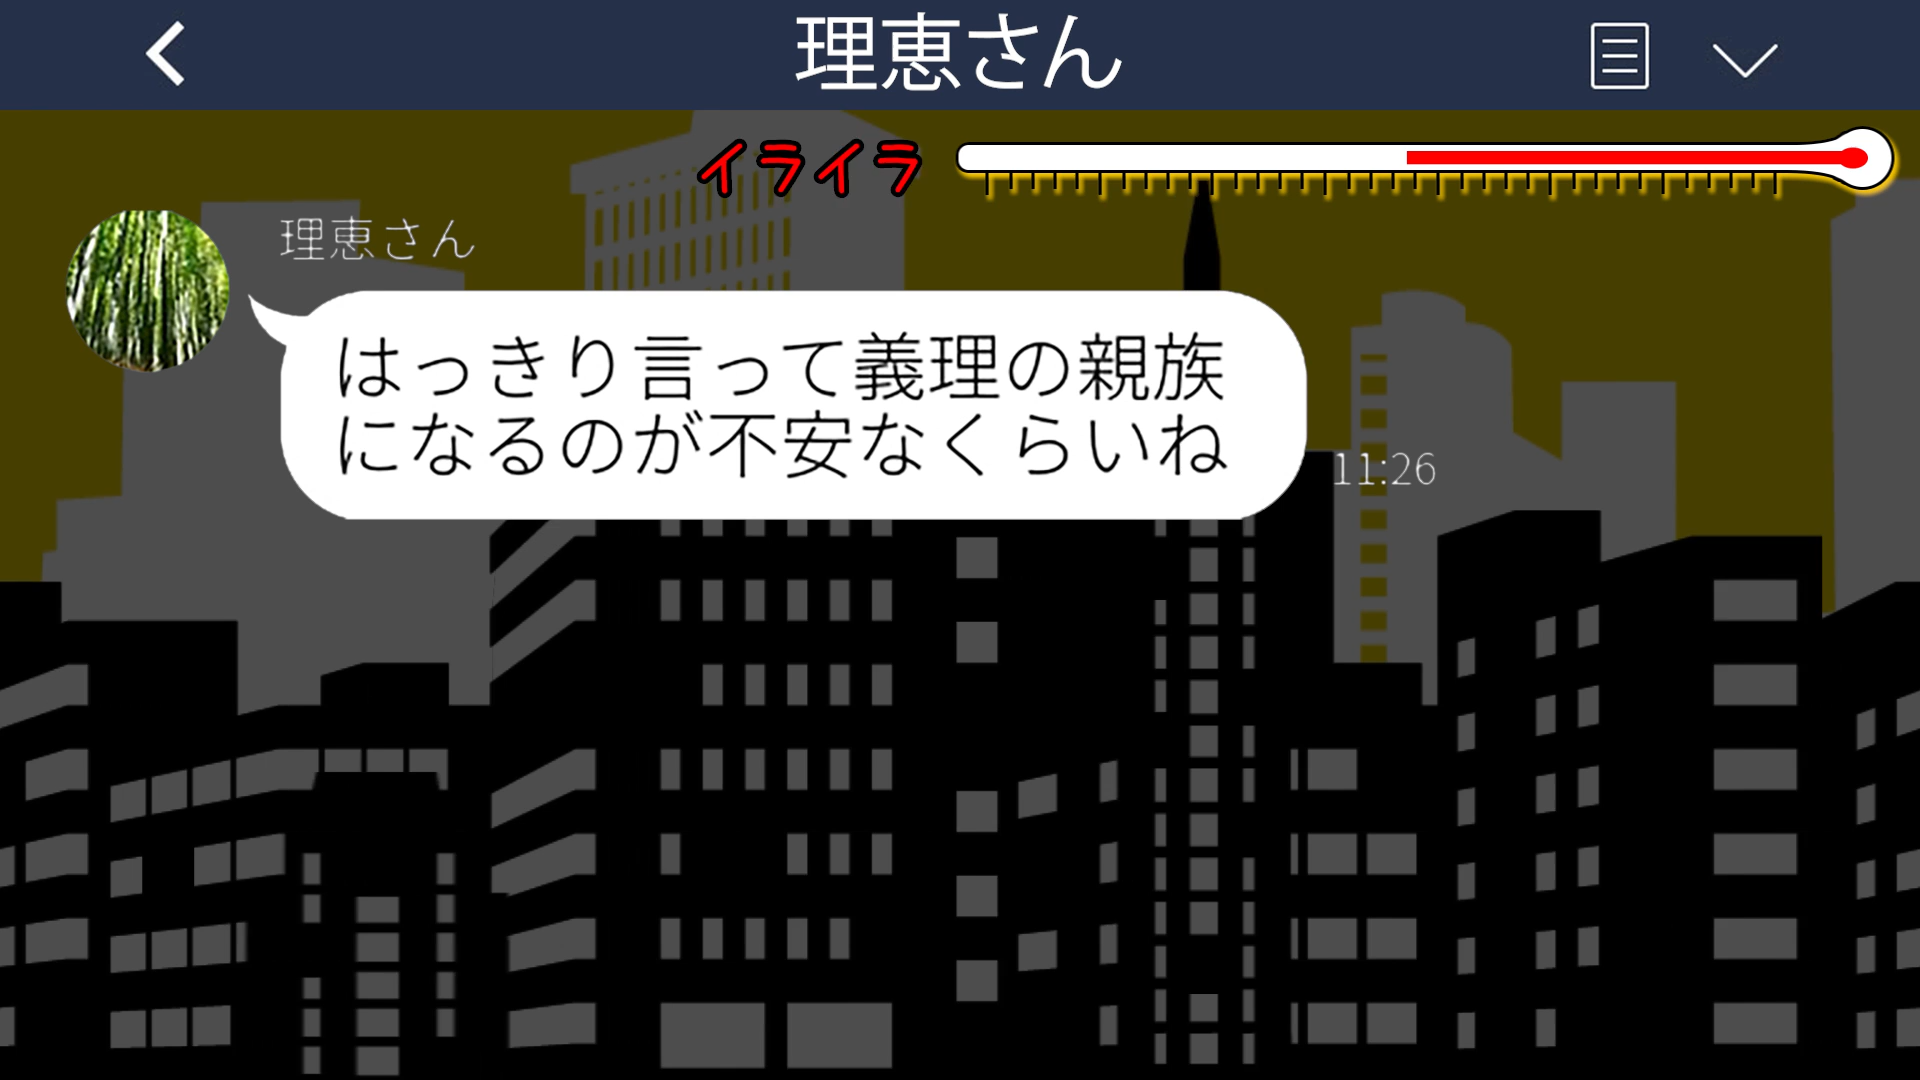 理恵さん
イライラ
理恵さん
はっきり言って義理の親族
になるのが不安なくらいね
11:26